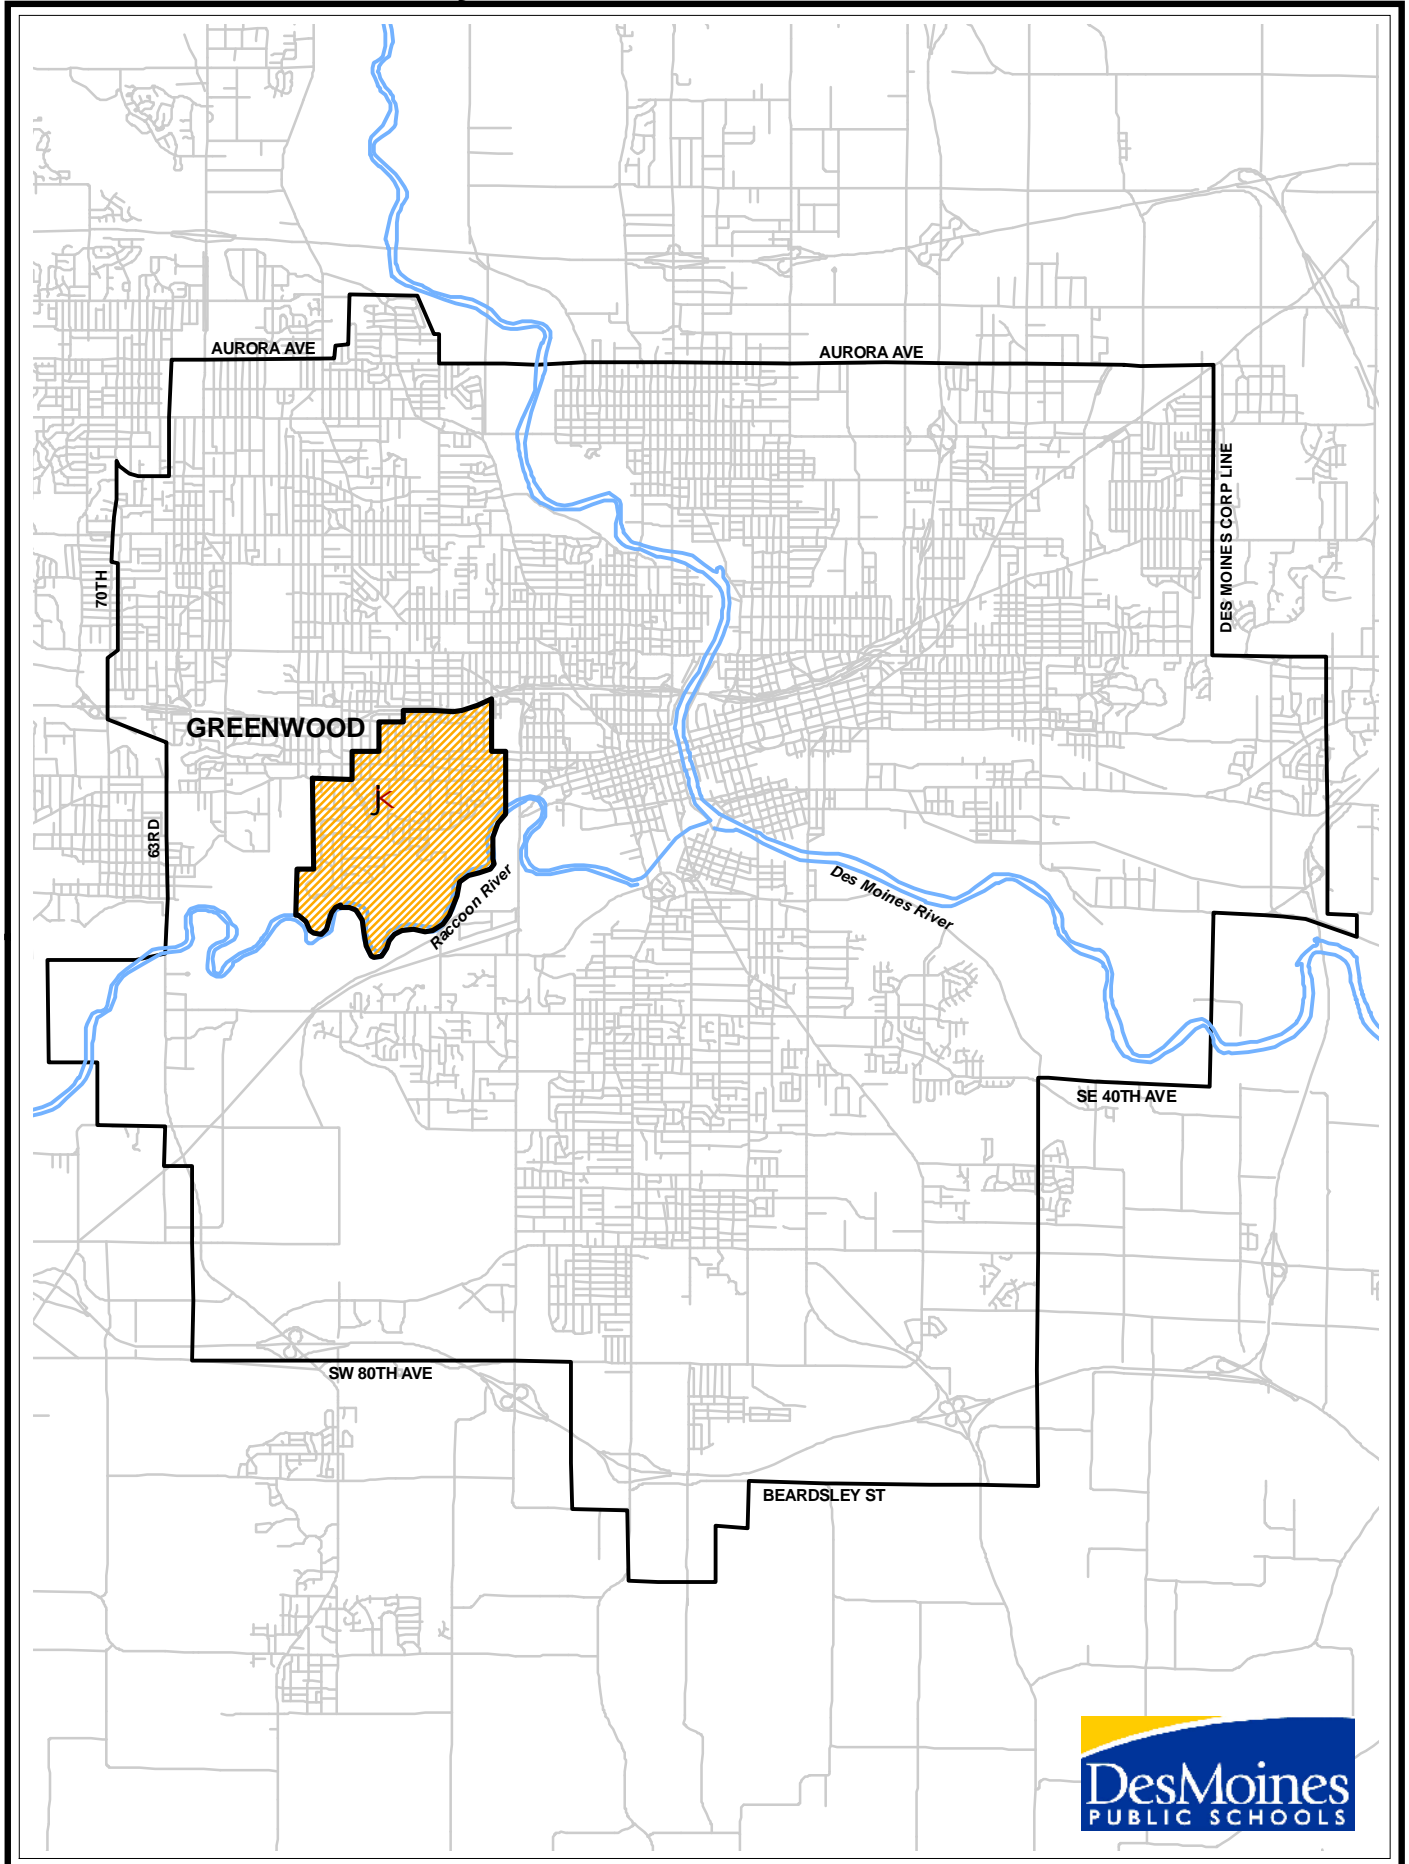 AURORA AVE
AURORA AVE
DES MOINES CORP LINE
70TH
GREENWOOD
jk
63RD
Raccoon River
Des Moines River
SE 40TH AVE
SW 80TH AVE
BEARDSLEY ST
DesMoines
PUBLIC SCHOOLS